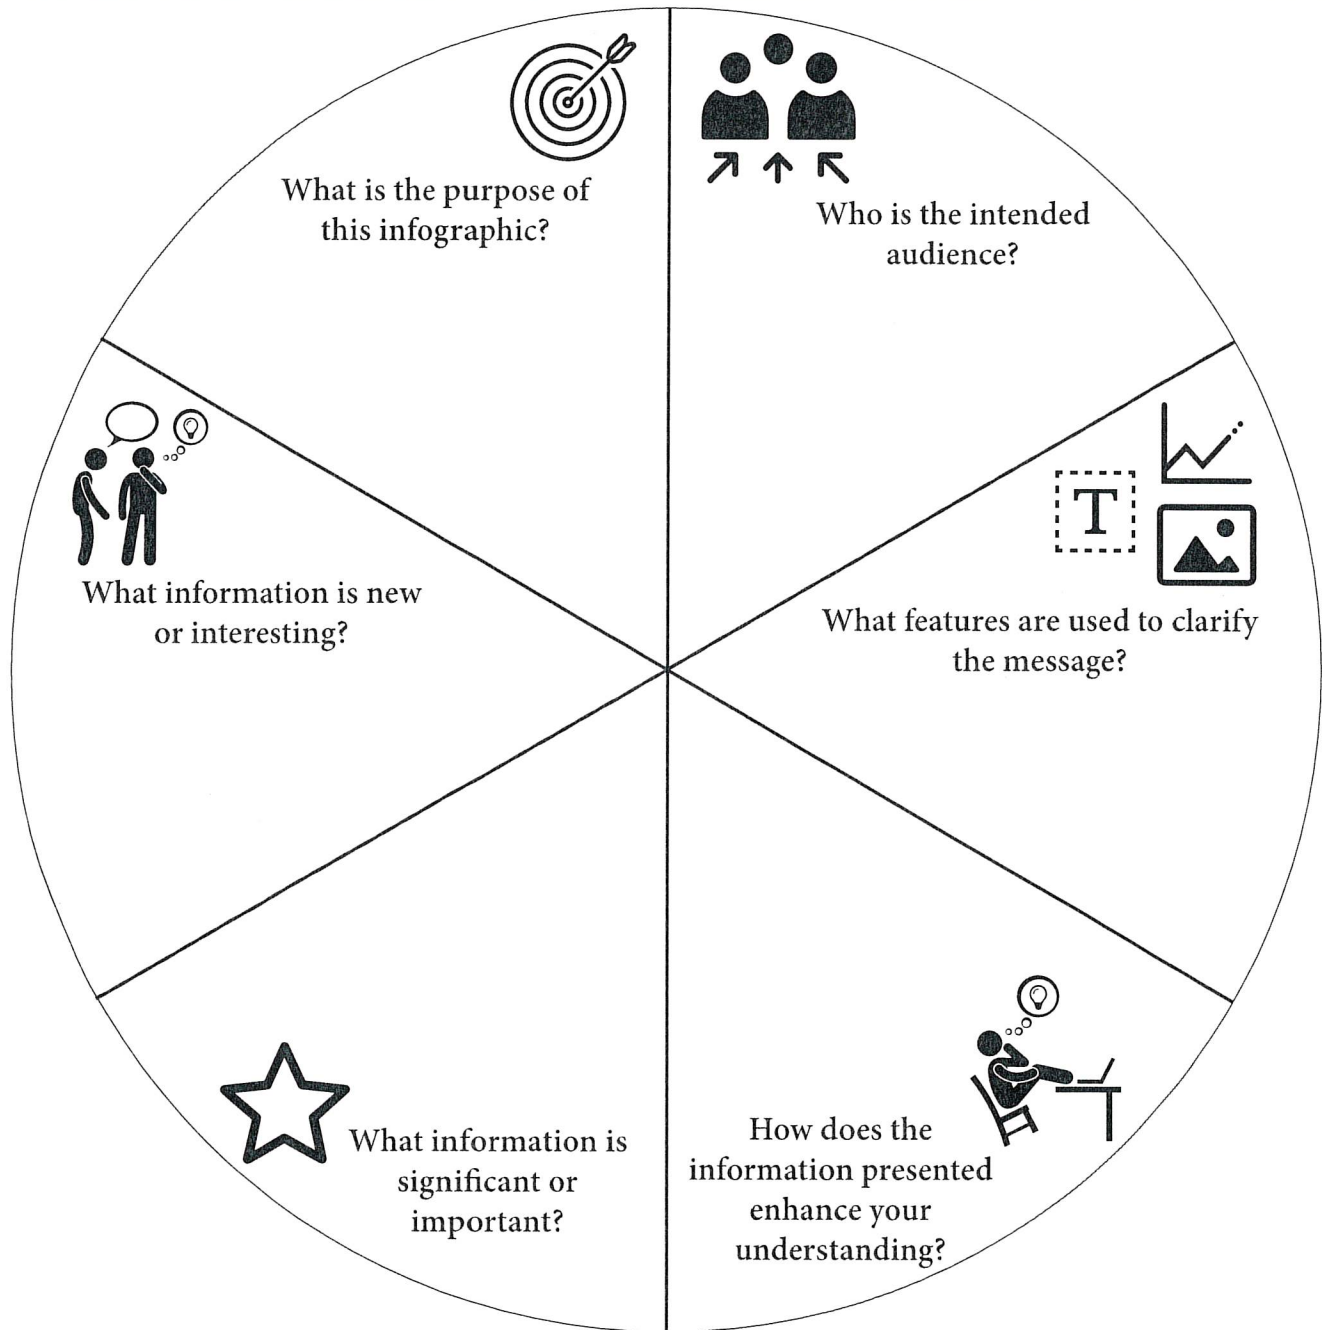 What is the purpose of
this infographic?
Who is the intended
audience?
What information is new
or interesting?
T
What features are used to clarify
the message?
What information is
significant or
important?
How does the
information presented
enhance your
understanding?